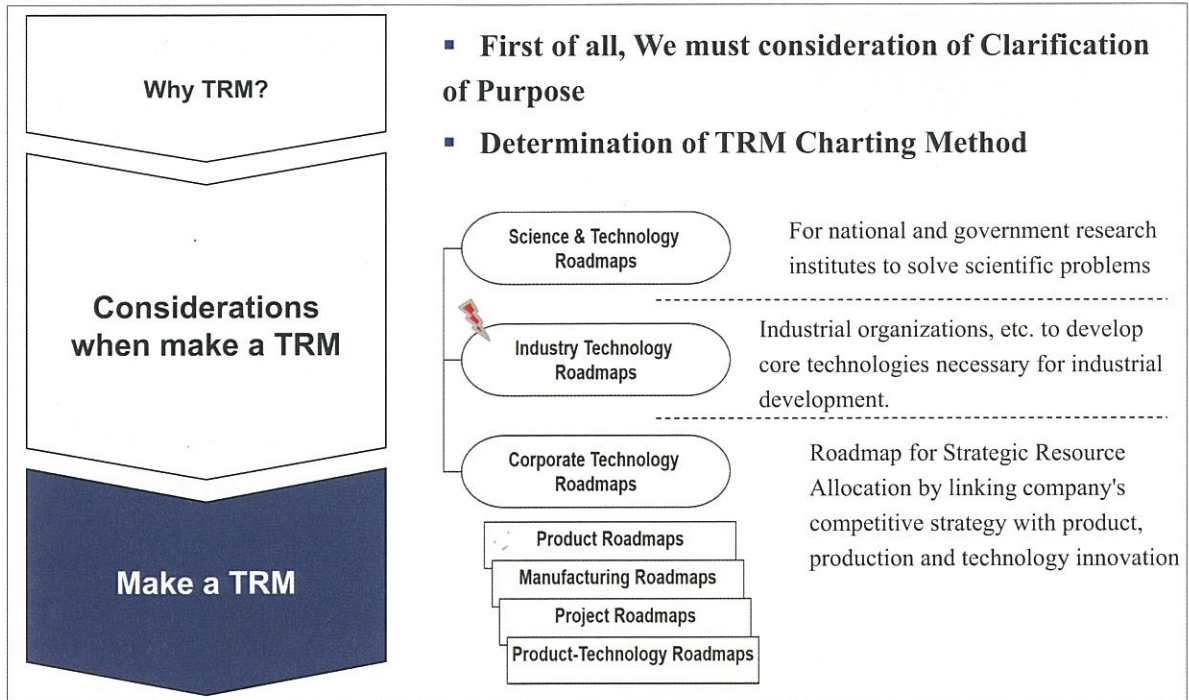 Why TRM?
Considerations
when make a TRM
Make a TRM
▪ First of all, We must consideration of Clarification
of Purpose
▪ Determination of TRM Charting Method
Science & Technology
Roadmaps
For national and government research
institutes to solve scientific problems
Industry Technology
Roadmaps
Industrial organizations, etc. to develop
core technologies necessary for industrial
development.
Corporate Technology
Roadmaps
Roadmap for Strategic Resource
Allocation by linking company's
competitive strategy with product,
production and technology innovation
Product Roadmaps
Manufacturing Roadmaps
Project Roadmaps
Product-Technology Roadmaps